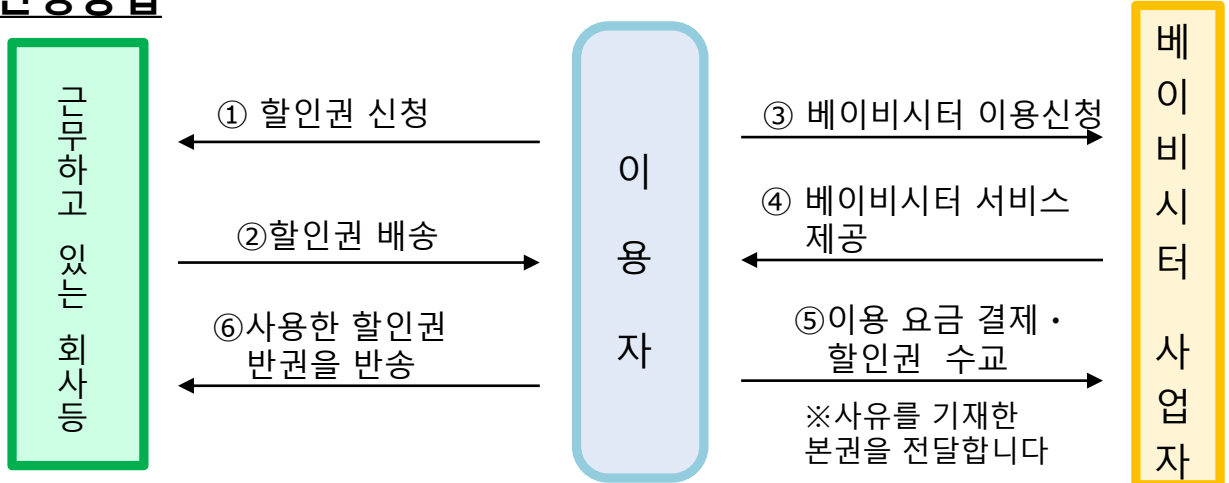 근무하고 있는 회사등
① 할인권 신청
②할인권 배송
⑥사용한 할인권
반권을 반송
이용자
③ 베이비시터 이용신청
④ 베이비시터 서비스
제공
⑤이용 요금 결제・
할인권 수교
※사유를 기재한
본권을 전달합니다
베이비시터 사업자